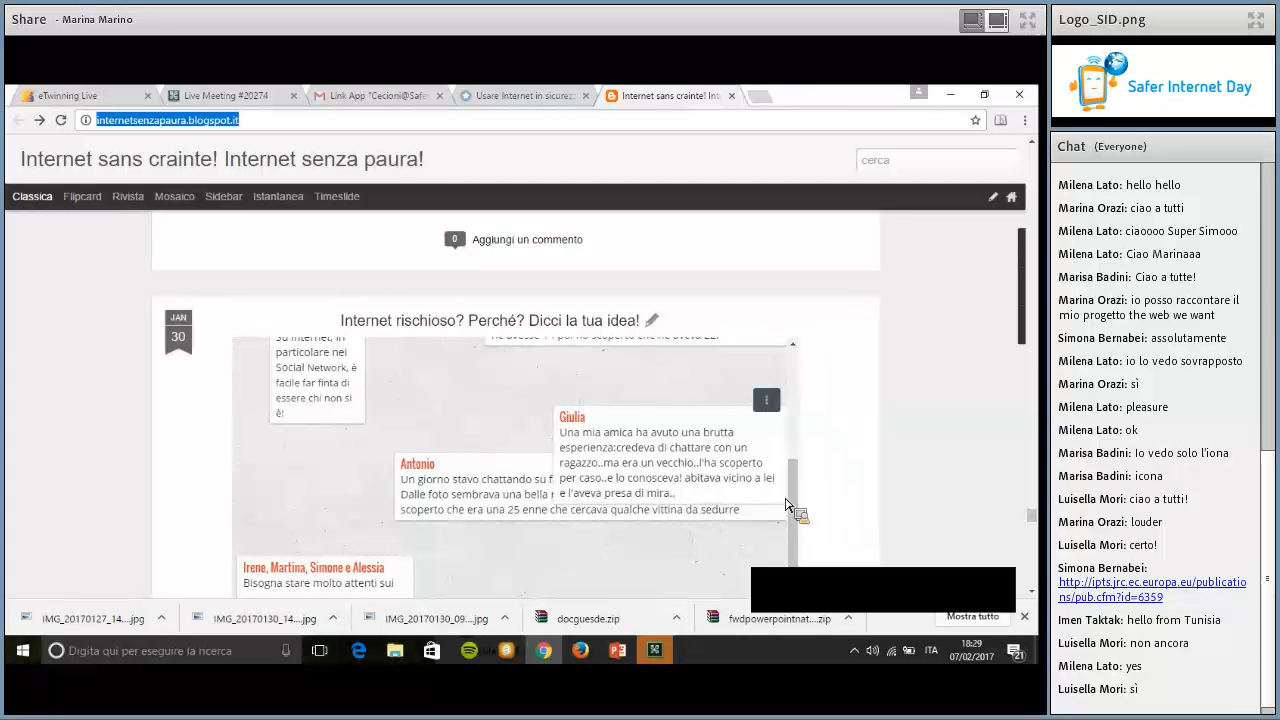 Share - Marina Marino
eTwinning Live
Live Meeting #20274
Link App "Cesioni@Safe
Usare Internet in sicurez
Internet sans crainte! Int
internetsenzapaura.blogspot.it
Internet sans crainte! Internet senza paura!
cerca
Classica Flipcard Rivista Mosaico Sidebar Istantanea Timeslide
0 Aggiungi un commento
JAN
30
Internet rischioso? Perché? Dicci la tua idea!
Su Internet, in
particolare nei
Social Network, è
facile far finta di
essere chi non si
è!
Giulia
Una mia amica ha avuto una brutta
esperienza:credeva di chattare con un
ragazzo..ma era un vecchio..l'ha scoperto
per caso..e lo conosceva! abitava vicino a lei
e l'aveva presa di mira..
Antonio
Un giorno stavo chattando su f
Dalle foto sembrava una bella r
scoperto che era una 25 enne che cercava qualche vittina da sedurre
Irene, Martina, Simone e Alessia
Bisogna stare molto attenti sui
IMG_20170127_14....jpg
IMG_20170130_14....jpg
IMG_20170130_09....jpg
docguesde.zip
fwdpowerpointnat....zip
Mostra tutto
Digita qui per eseguire la ricerca
ITA
18:29
07/02/2017
21
Logo_SID.png
Safer Internet Day
Chat (Everyone)
Milena Lato: hello hello
Marina Orazi: ciao a tutti
Milena Lato: ciaoooo Super Simooo
Milena Lato: Ciao Marinaaa
Marisa Badini: Ciao a tutte!
Marina Orazi: io posso raccontare il
mio progetto the web we want
Simona Bernabei: assolutamente
Milena Lato: io lo vedo sovrapposto
Marina Orazi: sì
Milena Lato: pleasure
Milena Lato: ok
Marisa Badini: Io vedo solo l'iona
Marisa Badini: icona
Luisella Mori: ciao a tutti!
Marina Orazi: louder
Luisella Mori: certo!
Simona Bernabei:
http://ipts.jrc.ec.europa.eu/publicatio
ns/pub.cfm?id=6359
Imen Taktak: hello from Tunisia
Luisella Mori: non ancora
Milena Lato: yes
Luisella Mori: sì